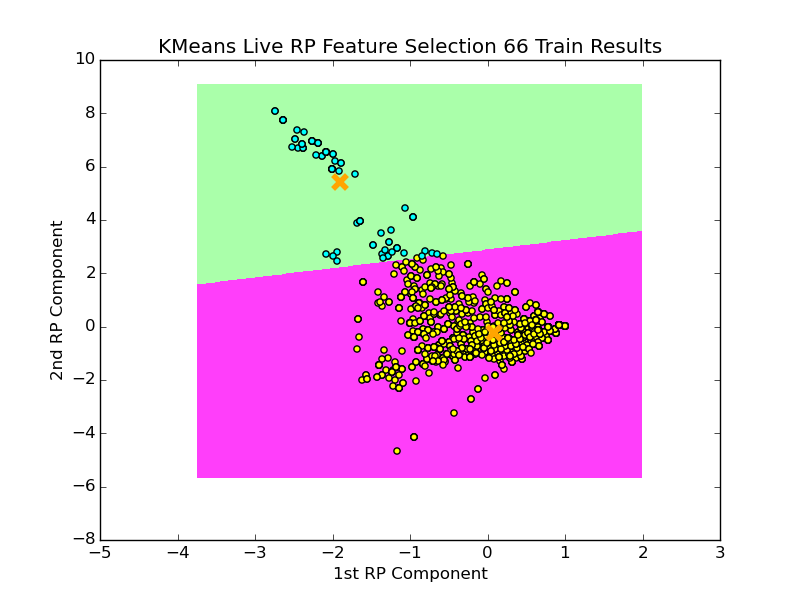 KMeans Live RP Feature Selection 66 Train Results
10
8
6
4
2
0
−2
−4
−6
−8
2nd RP Component
−5 −4 −3 −2 −1 0 1 2 3
1st RP Component